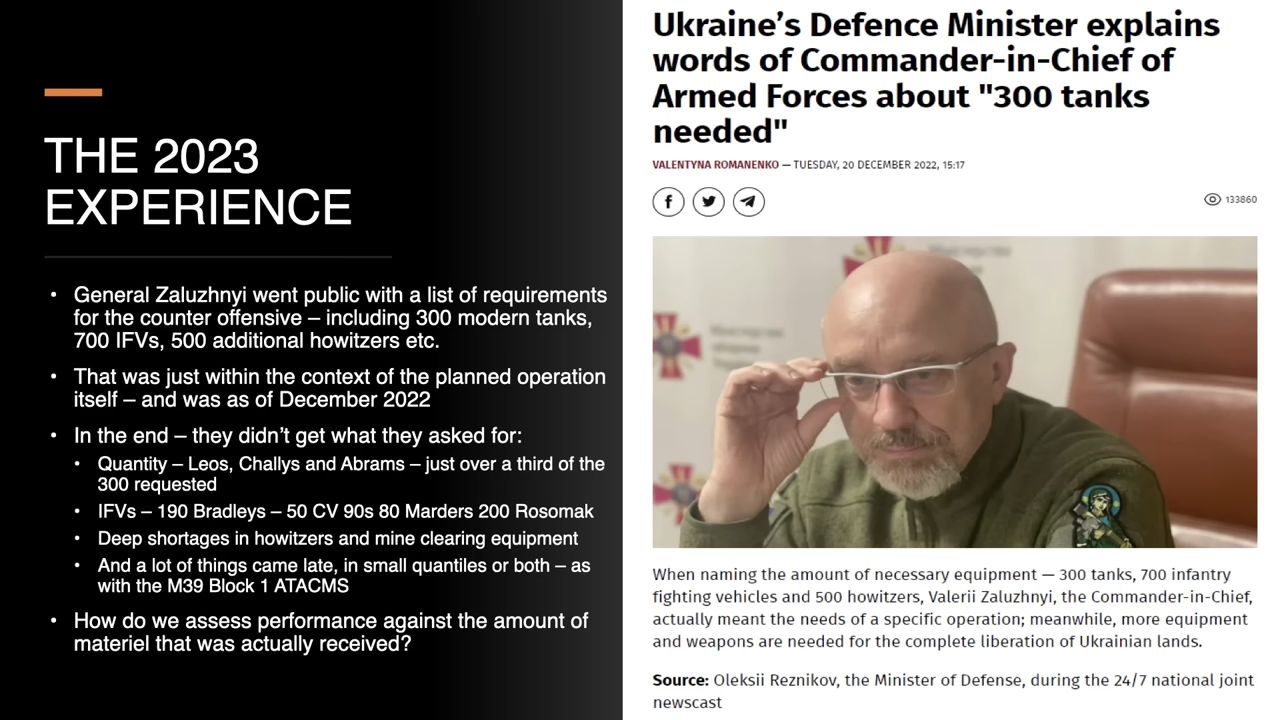 THE 2023
EXPERIENCE
• General Zaluzhnyi went public with a list of requirements
for the counter offensive – including 300 modern tanks,
700 IFVs, 500 additional howitzers etc.
• That was just within the context of the planned operation
itself – and was as of December 2022
• In the end – they didn't get what they asked for:
• Quantity – Leos, Challys and Abrams – just over a third of the
300 requested
• IFVs – 190 Bradleys – 50 CV 90s 80 Marders 200 Rosomak
• Deep shortages in howitzers and mine clearing equipment
• And a lot of things came late, in small quantiles or both – as
with the M39 Block 1 ATACMS
• How do we assess performance against the amount of
materiel that was actually received?
Ukraine's Defence Minister explains
words of Commander-in-Chief of
Armed Forces about "300 tanks
needed"
VALENTYNA ROMANENKO — TUESDAY, 20 DECEMBER 2022, 15:17
133860
When naming the amount of necessary equipment — 300 tanks, 700 infantry
fighting vehicles and 500 howitzers, Valerii Zaluzhnyi, the Commander-in-Chief,
actually meant the needs of a specific operation; meanwhile, more equipment
and weapons are needed for the complete liberation of Ukrainian lands.
Source: Oleksii Reznikov, the Minister of Defense, during the 24/7 national joint
newscast